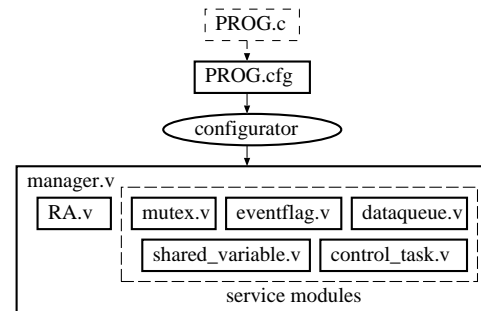 PROG.c
PROG.cfg
configurator
manager.v
RA.v mutex.v eventflag.v dataqueue.v
shared_variable.v control_task.v
service modules